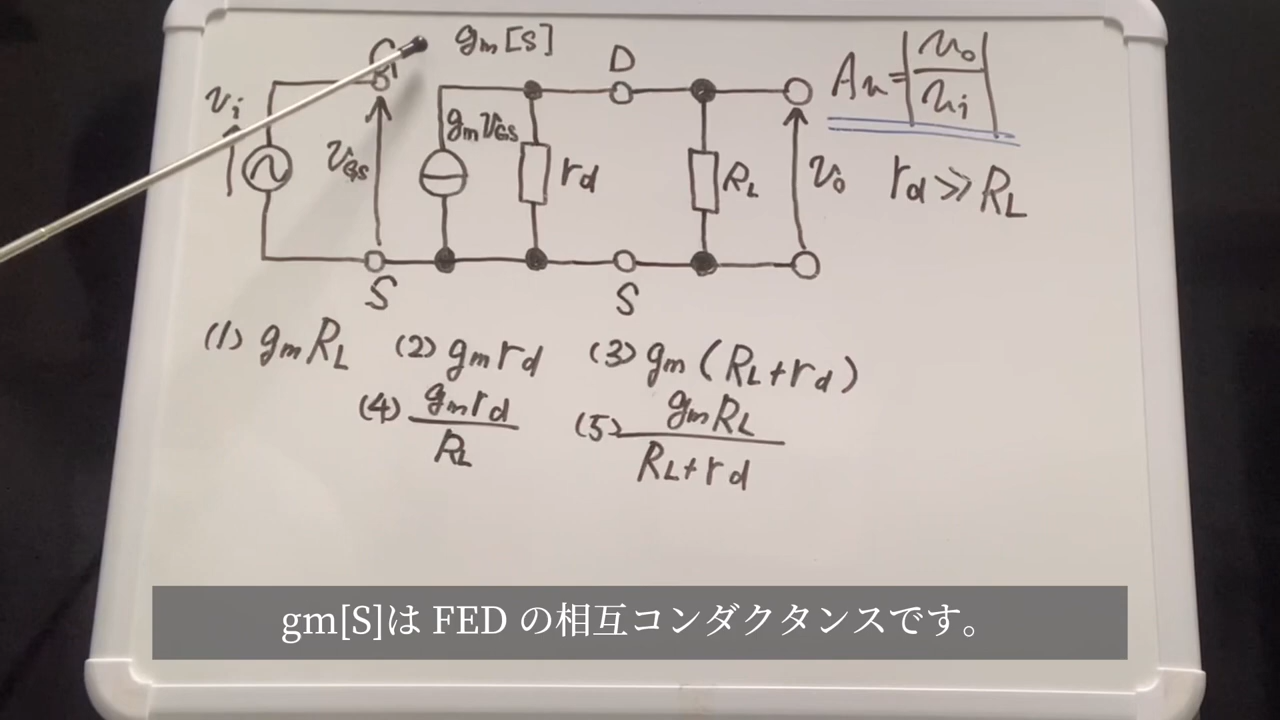 G gm[S] D
Av=|vo/vi|
vi vGS gmvGS rd RL vo rd≫RL
S S
(1) gmRL (2) gmrd (3) gm(RL+rd)
(4) gmrd/RL (5) gmRL/RL+rd
gm[S]は FED の相互コンダクタンスです。